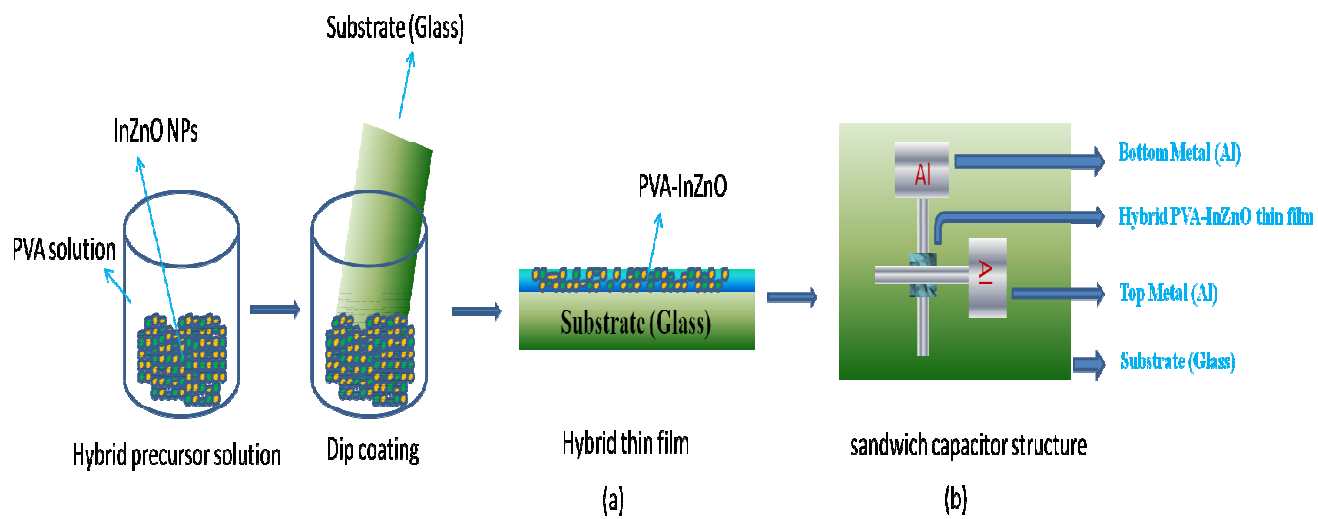 Substrate (Glass)
InZnO NPs
PVA solution
PVA-InZnO
Substrate (Glass)
Al
Al
Bottom Metal (Al)
Hybrid PVA-InZnO thin film
Top Metal (Al)
Substrate (Glass)
Hybrid precursor solution
Dip coating
Hybrid thin film
sandwich capacitor structure
(a)
(b)